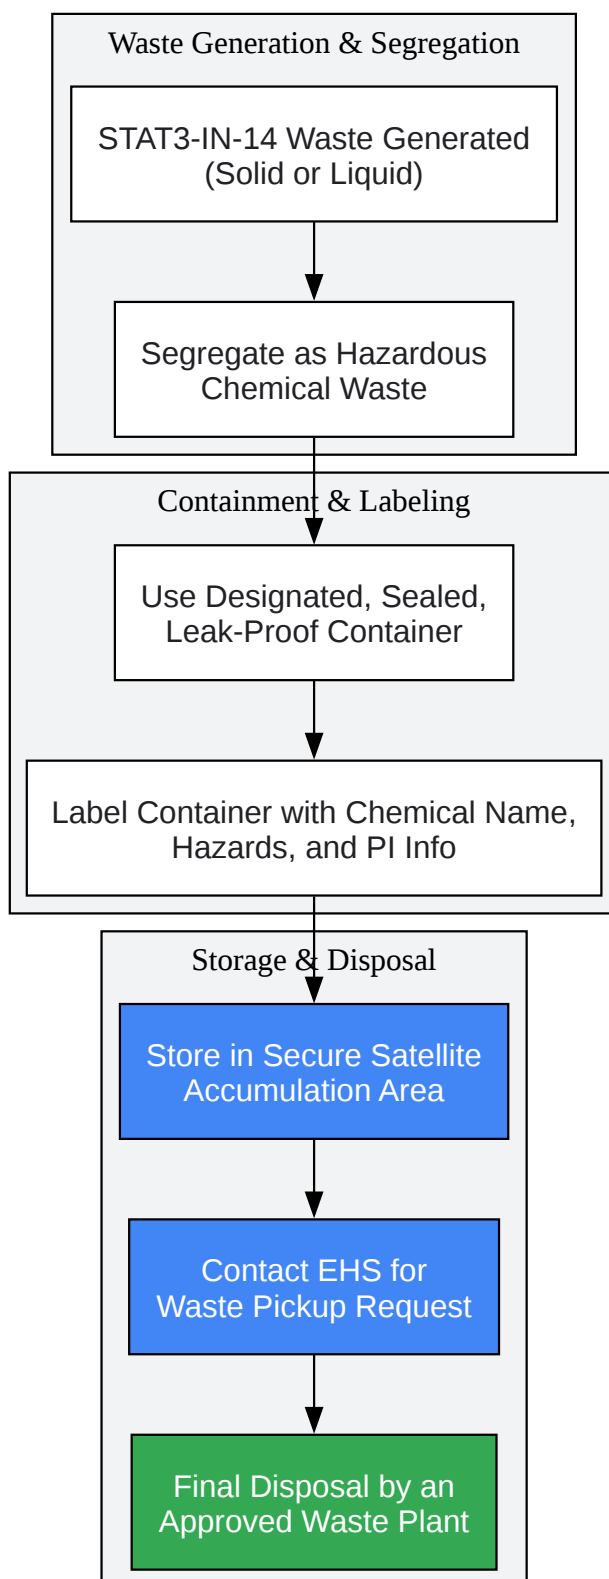 Waste Generation & Segregation
STAT3-IN-14 Waste Generated
(Solid or Liquid)
Segregate as Hazardous
Chemical Waste
Containment & Labeling
Use Designated, Sealed,
Leak-Proof Container
Label Container with Chemical Name,
Hazards, and PI Info
Storage & Disposal
Store in Secure Satellite
Accumulation Area
Contact EHS for
Waste Pickup Request
Final Disposal by an
Approved Waste Plant